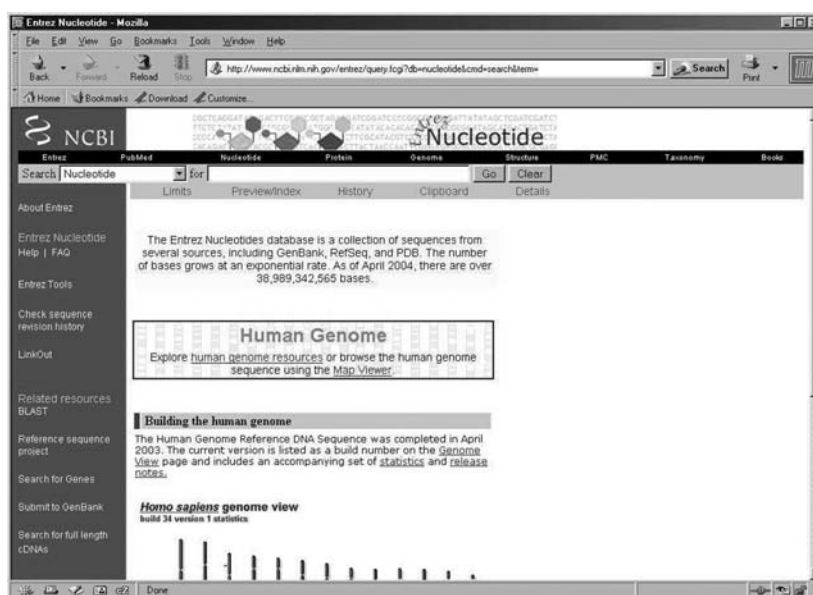 Entrez Nucleotide - Mozilla
File Edit View Go Bookmarks Tools Window Help
Back Forward Reload Stop http://www.ncbi.nlm.nih.gov/entrez/query.fcgi?db=nucleotide&cmd=search&term= Search Print
Home Bookmarks Download Customize...
NCBI Entrez Nucleotide
Entrez PubMed Nucleotide Protein Genome Structure PMC Taxonomy Books
Search Nucleotide for Go Clear
Limits Preview/Index History Clipboard Details
About Entrez
Entrez Nucleotide
Help | FAQ
Entrez Tools
Check sequence
revision history
LinkOut
Related resources
BLAST
Reference sequence
project
Search for Genes
Submit to GenBank
Search for full length
cDNAs
The Entrez Nucleotides database is a collection of sequences from
several sources, including GenBank, RefSeq, and PDB. The number
of bases grows at an exponential rate. As of April 2004, there are over
38,989,342,565 bases.
Human Genome
Explore human genome resources or browse the human genome
sequence using the Map Viewer.
Building the human genome
The Human Genome Reference DNA Sequence was completed in April
2003. The current version is listed as a build number on the Genome
View page and includes an accompanying set of statistics and release
notes.
Homo sapiens genome view
build 34 version 1 statistics
Done